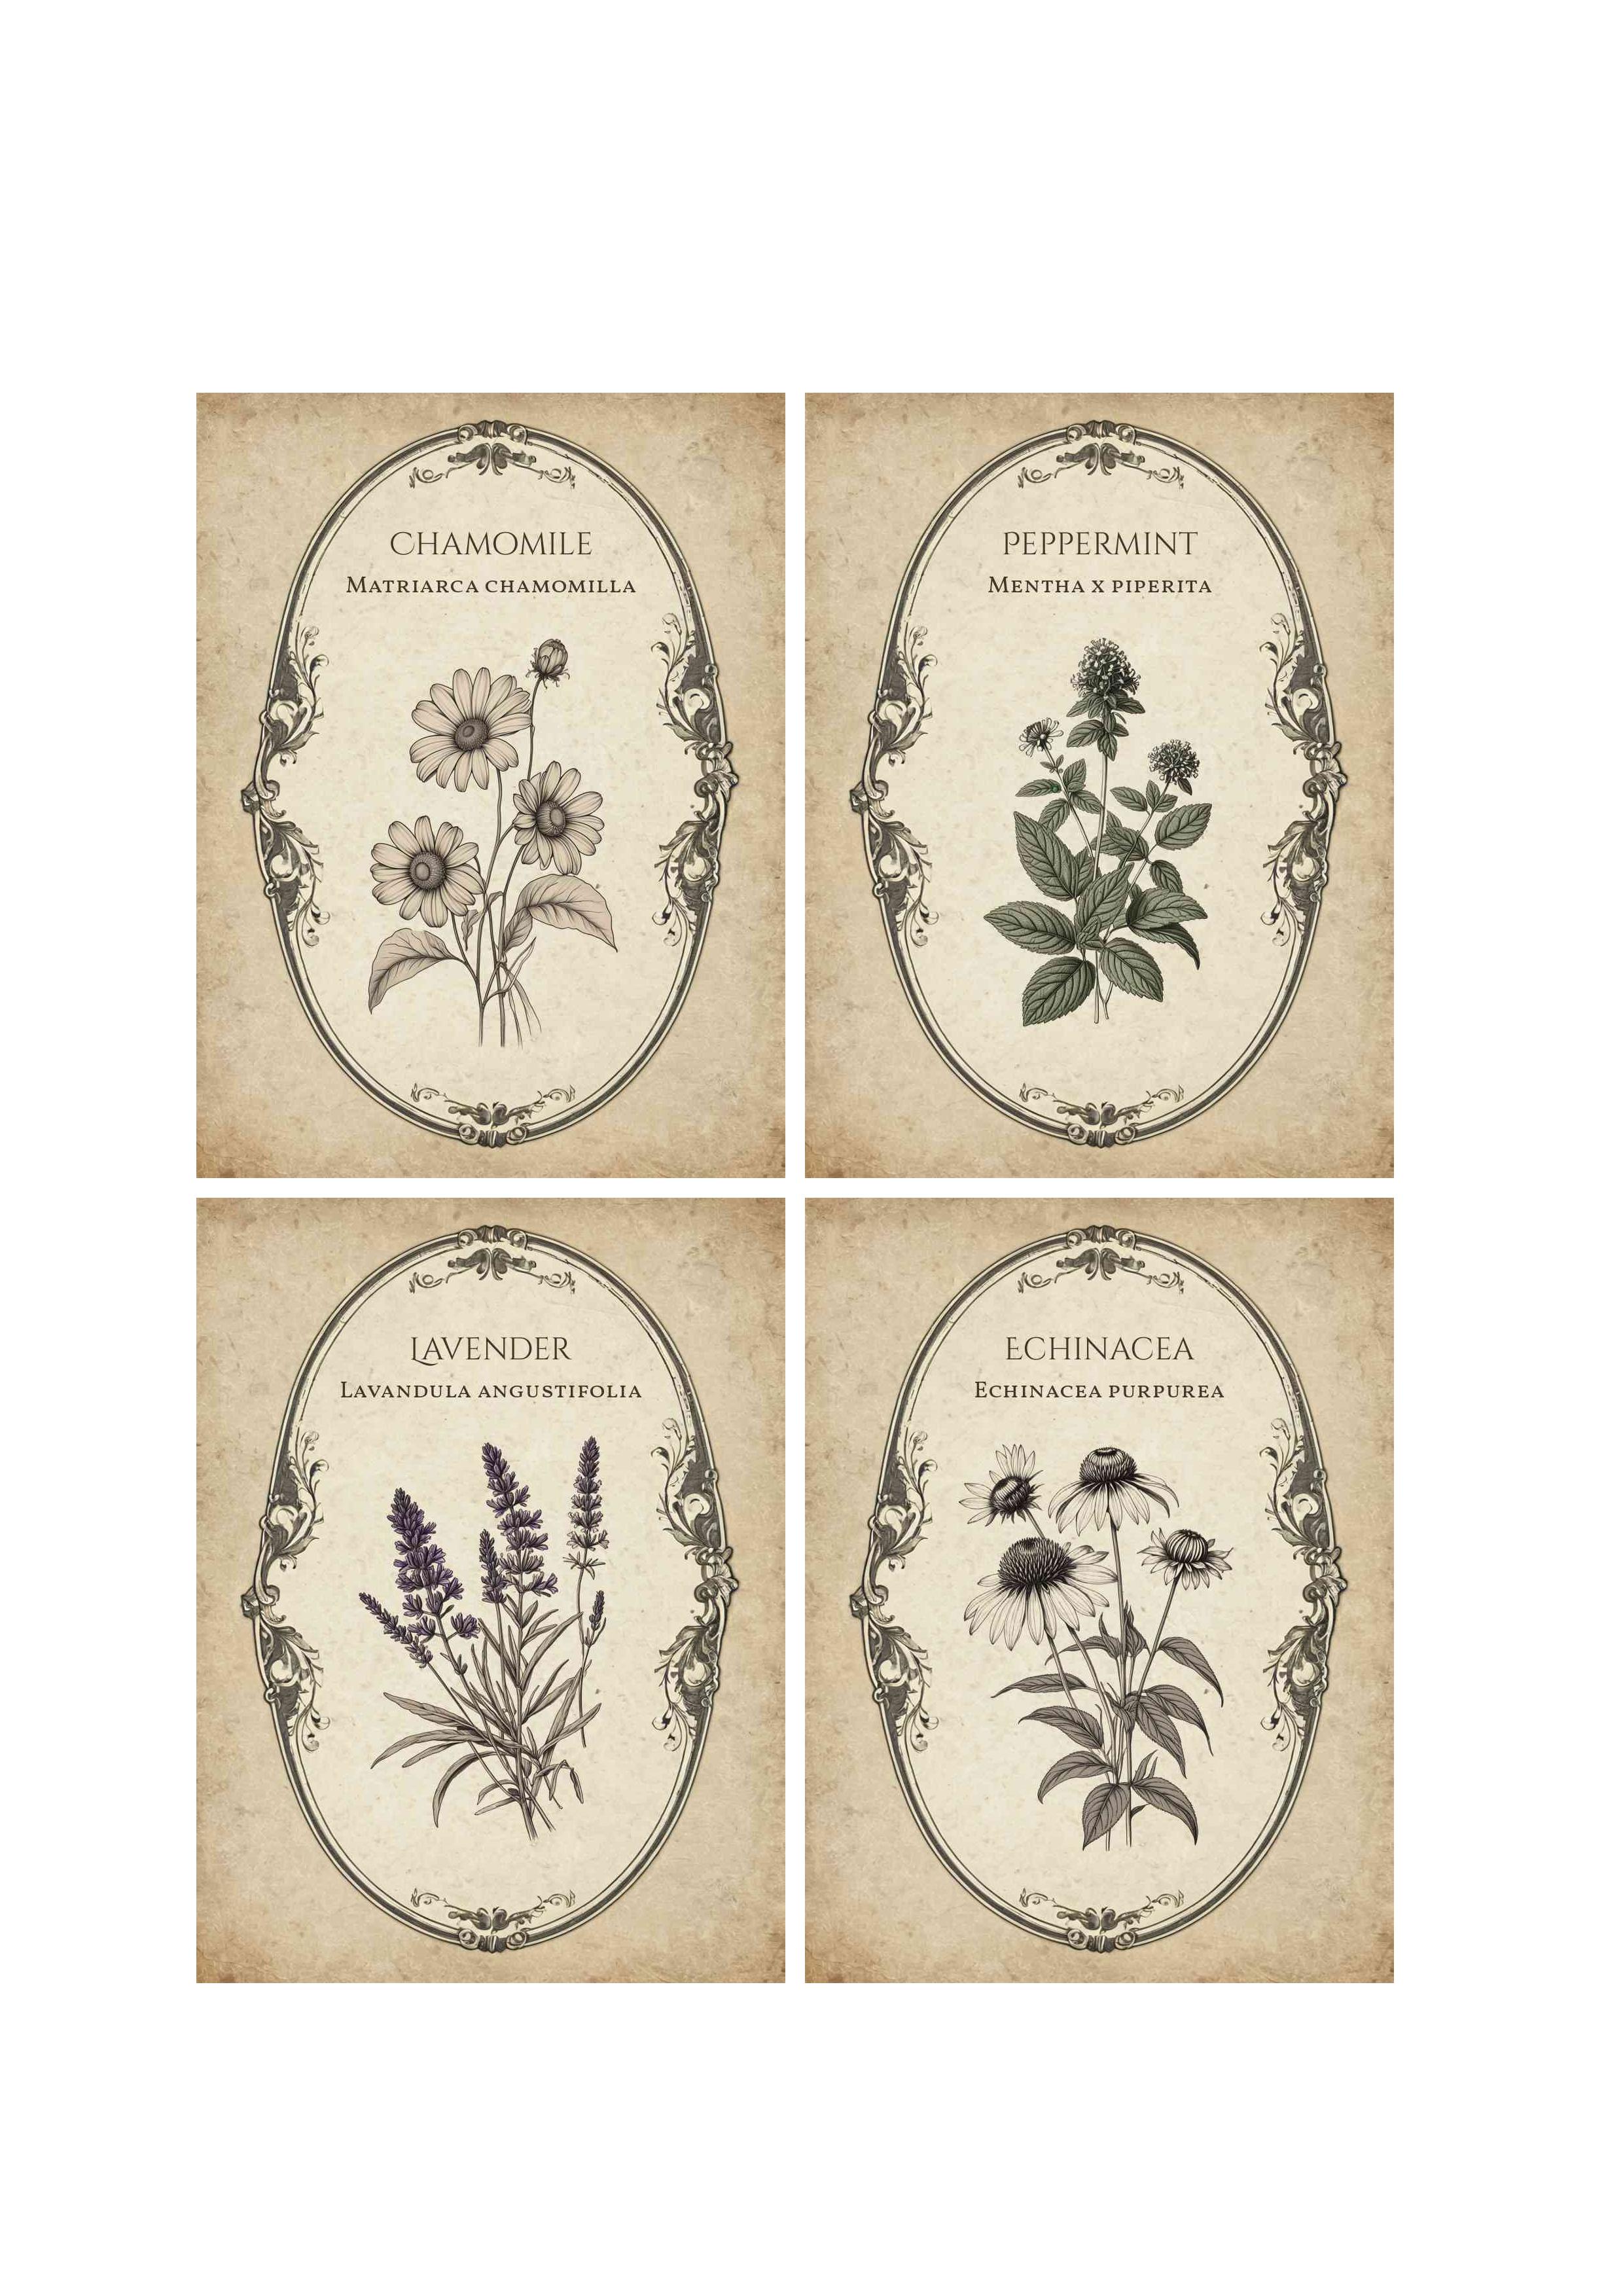 CHAMOMILE
MATRIARCA CHAMOMILLA
PEPPERMINT
MENTHA X PIPERITA
LAVENDER
LAVANDULA ANGUSTIFOLIA
ECHINACEA
ECHINACEA PURPUREA